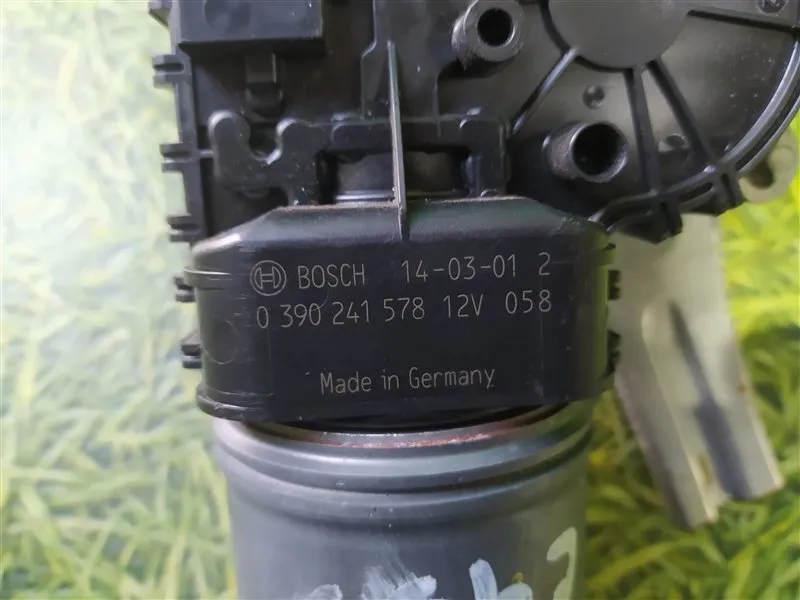 BOSCH 14-03-01 2
0 390 241 578 12V 058
Made in Germany